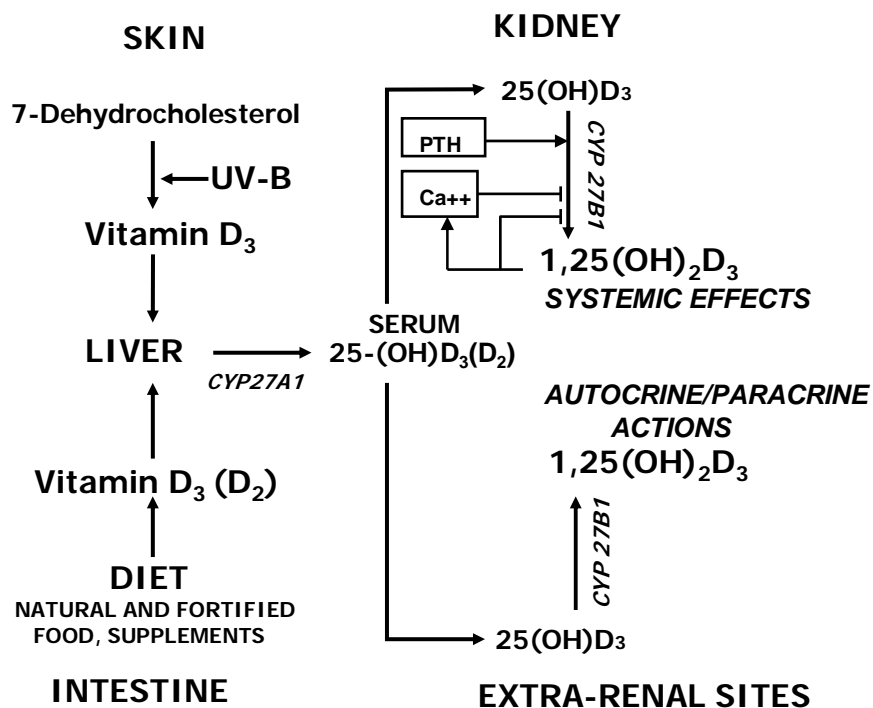 SKIN
7-Dehydrocholesterol
UV-B
Vitamin D₃
LIVER
CYP27A1
Vitamin D₃ (D₂)
DIET
NATURAL AND FORTIFIED
FOOD, SUPPLEMENTS
INTESTINE
SERUM
25-(OH)D₃(D₂)
KIDNEY
25(OH)D₃
PTH
CYP 27B1
Ca++
1,25(OH)₂D₃
SYSTEMIC EFFECTS
AUTOCRINE/PARACRINE
ACTIONS
1,25(OH)₂D₃
CYP 27B1
25(OH)D₃
EXTRA-RENAL SITES